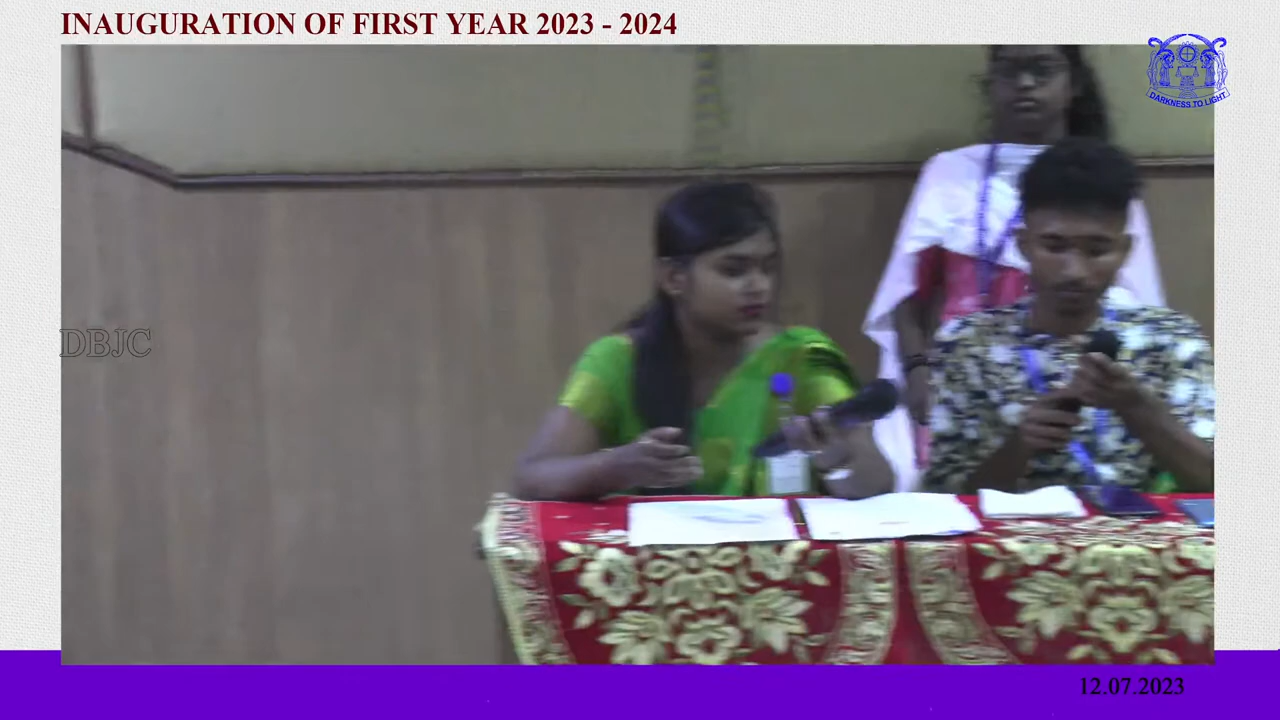 INAUGURATION OF FIRST YEAR 2023 - 2024
DARKNESS TO LIGHT
DBJC
12.07.2023